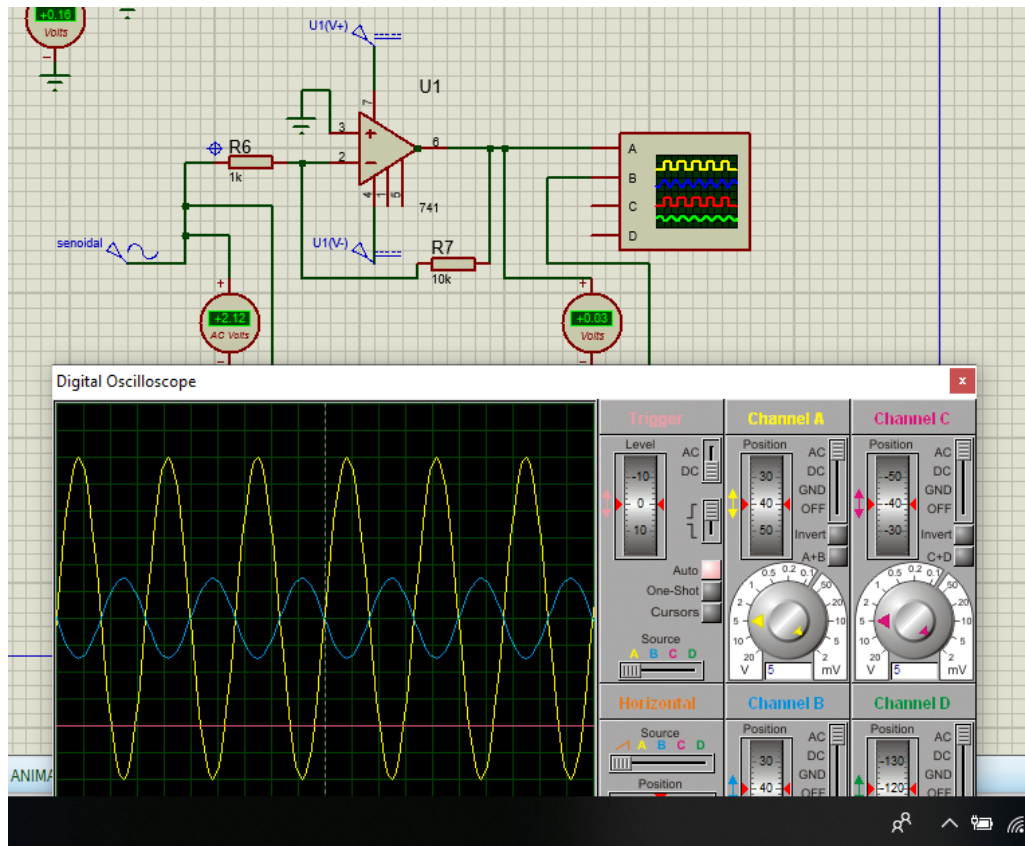 +0.16
Volts
U1(V+)
U1
7
3
2
6
4
1
5
741
R6
1k
senoidal
U1(V-)
R7
10k
A
B
C
D
+
+2.12
AC Volts
+
+0.03
Volts
Digital Oscilloscope
x
Trigger
Level
AC
DC
-10
0
10
Auto
One-Shot
Cursors
Source
A B C D
Channel A
Position
AC
DC
GND
OFF
30
40
50
Invert
A+B
20 10 5 2 1 0.5 0.2 0.1 50 20 10 5 2
V
5
mV
Channel C
Position
AC
DC
GND
OFF
-50
-40
-30
Invert
C+D
20 10 5 2 1 0.5 0.2 0.1 50 20 10 5 2
V
5
mV
Horizontal
Source
A B C D
Position
Channel B
Position
AC
DC
GND
OFF
30
40
Channel D
Position
AC
DC
GND
OFF
-130
-120
ANIMA